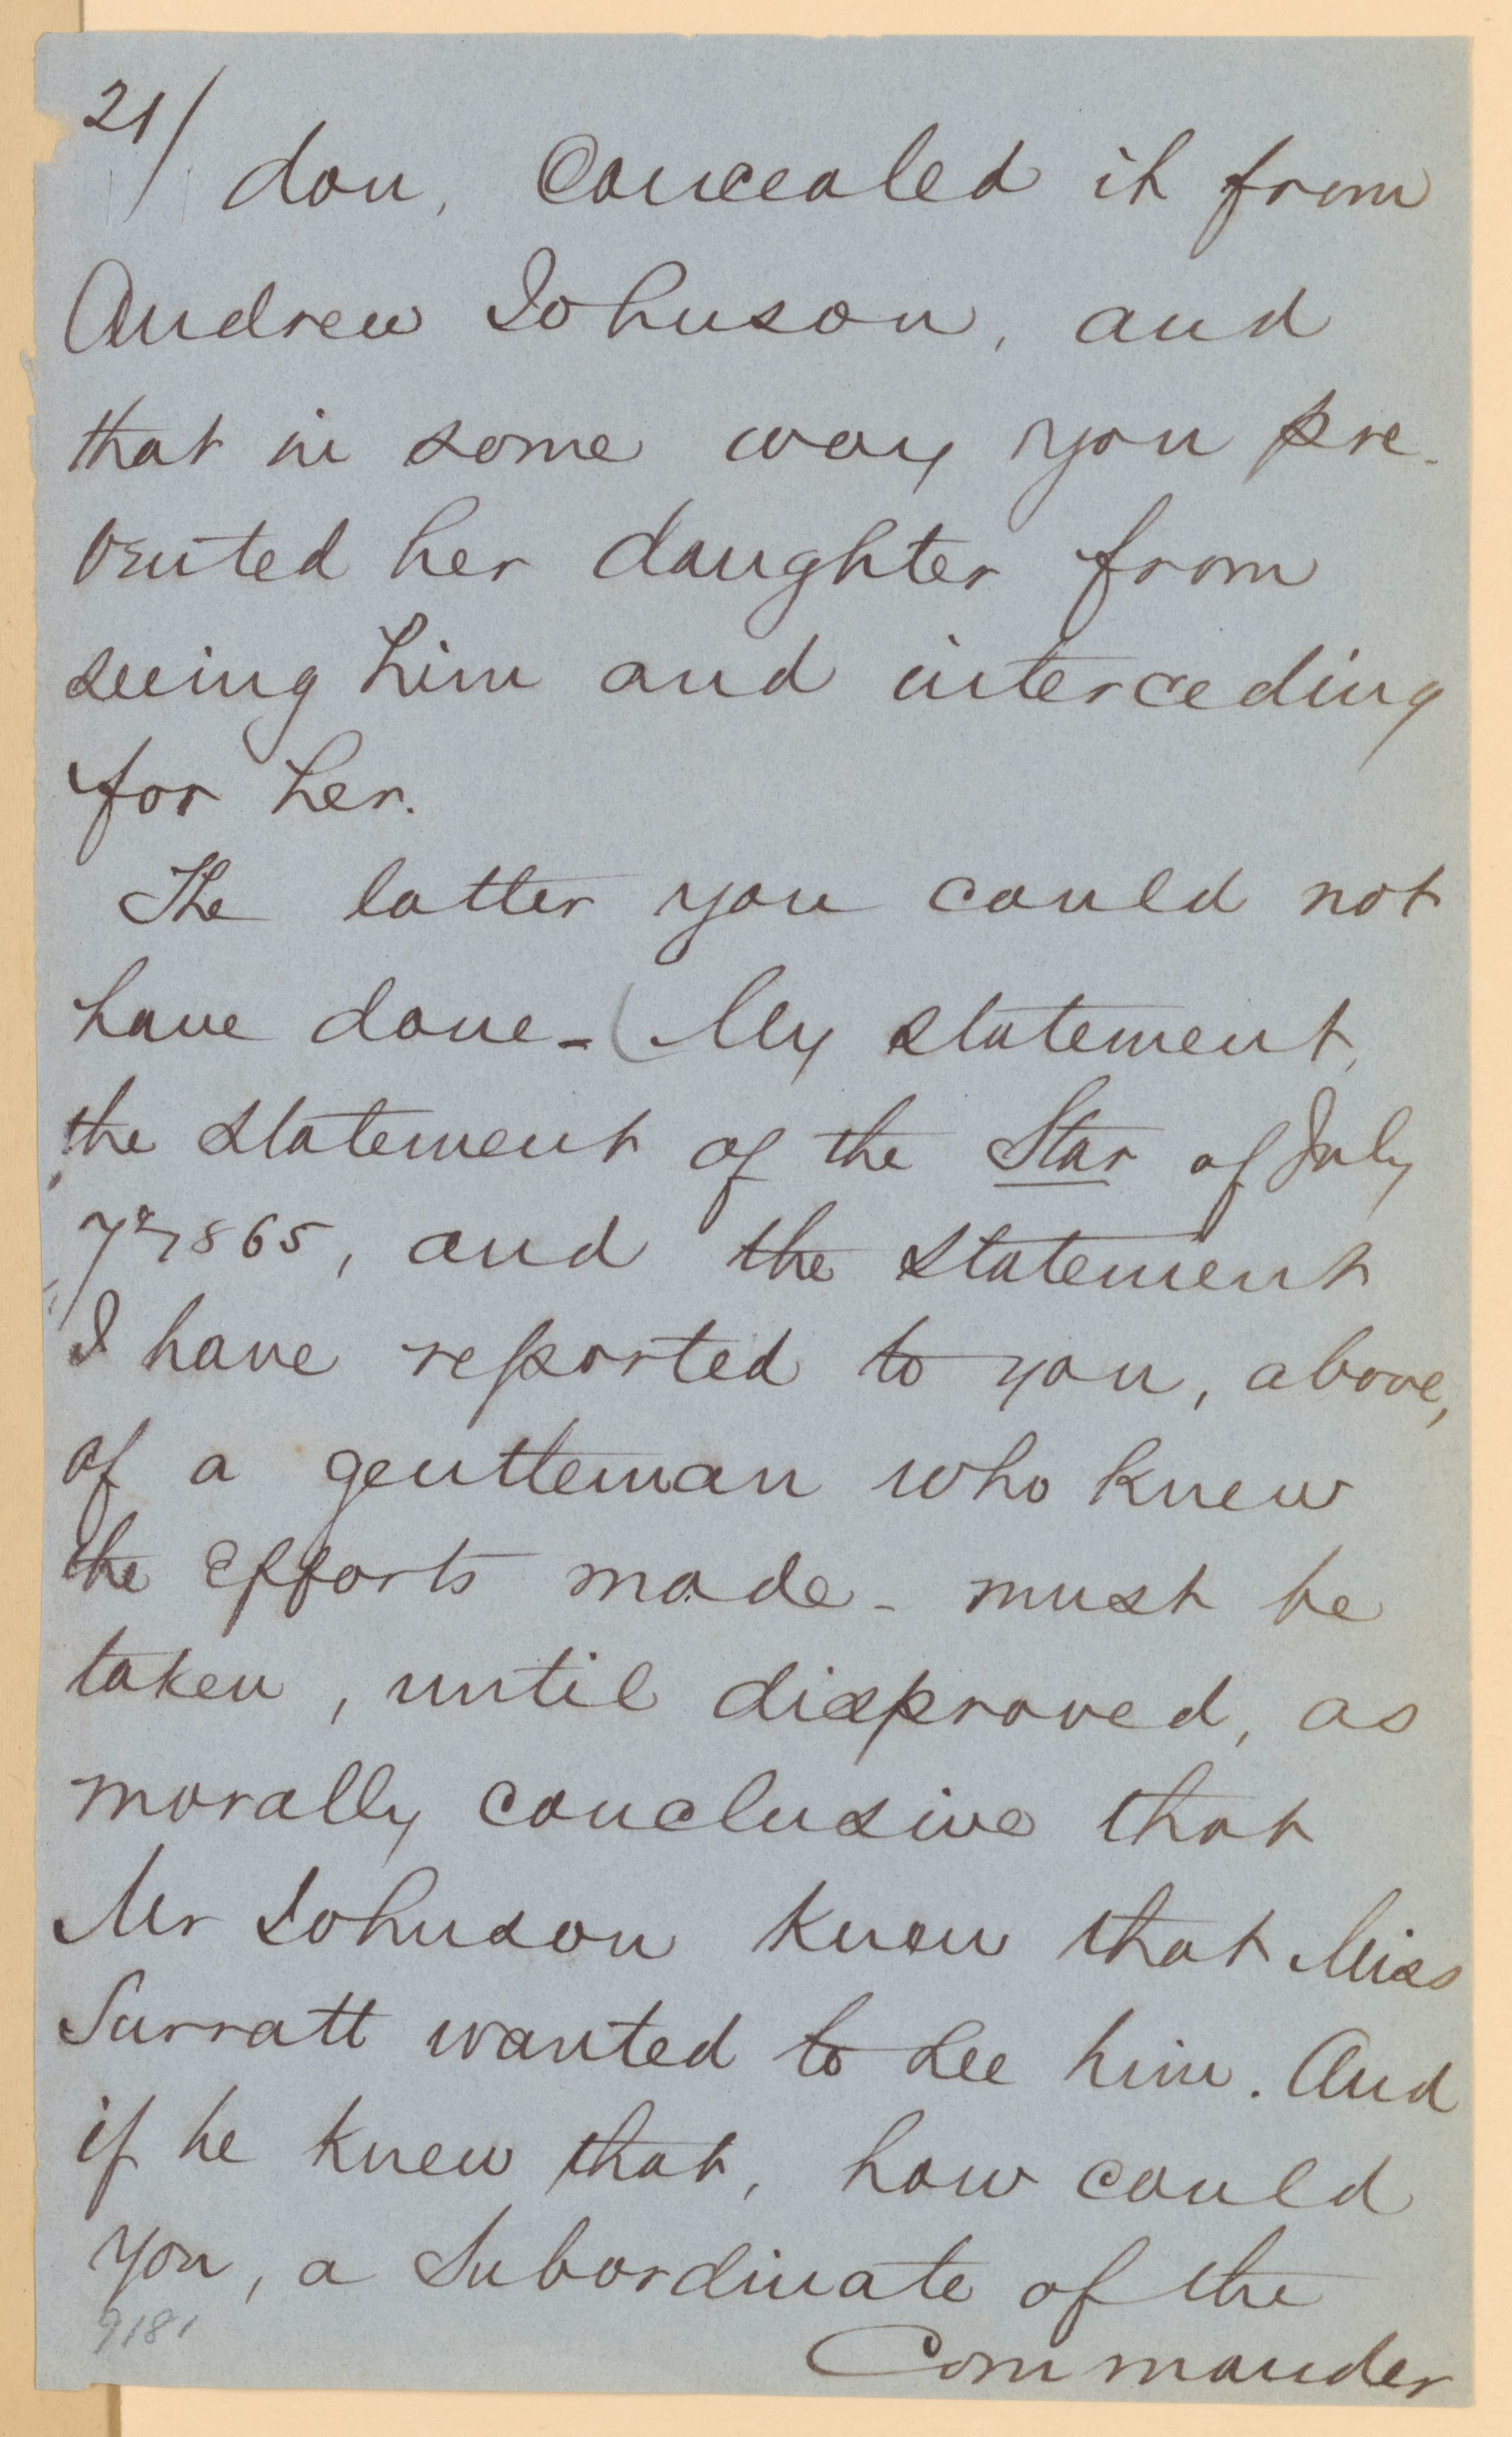 21/
don, Concealed it from
Andrew Johnson, and
that in some way you pre-
vented her daughter from
seeing him and interceding
for her.
The latter you could not
have done - (My statement,
the statement of the Star of July
7th, 1865, and the statement
I have reported to you, above,
of a gentleman who knew
the efforts made - must be
taken, until disproved, as
morally conclusive that
Mr Johnson knew that Miss
Surratt wanted to see him. And
if he knew that, how could
you, a Subordinate of the
Commander
9181